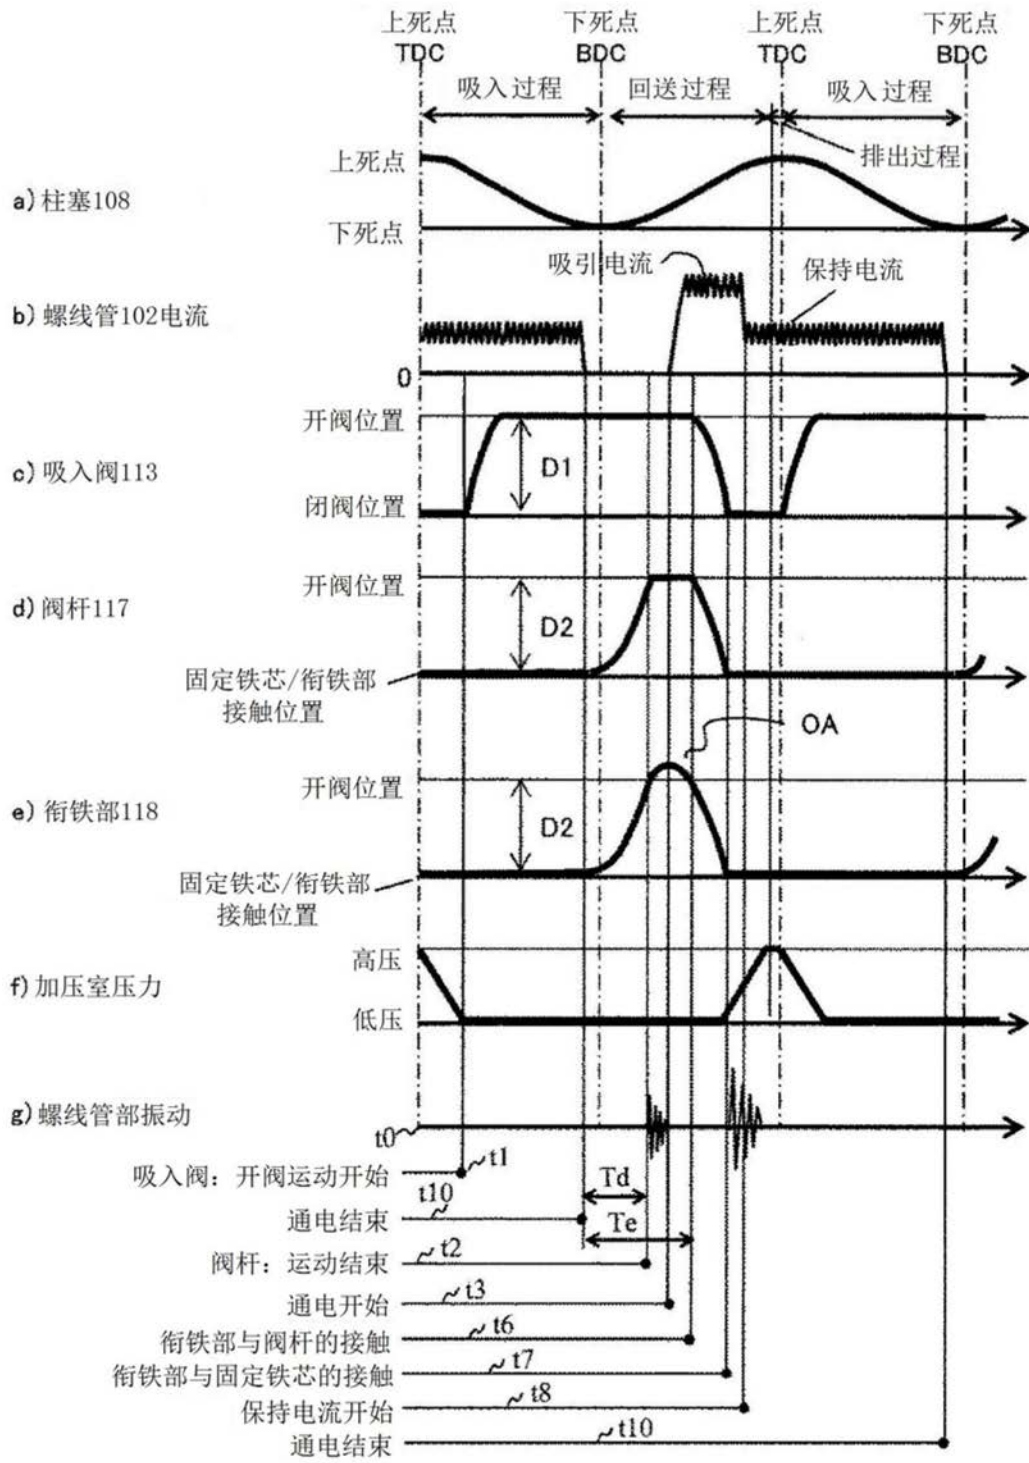 上死点 下死点 上死点 下死点
TDC BDC TDC BDC
吸入过程 回送过程 吸入过程
排出过程
上死点
a)柱塞108
下死点
吸引电流 保持电流
b)螺线管102电流
0
开阀位置
c)吸入阀113 D1
闭阀位置
开阀位置
d)阀杆117 D2
固定铁芯/衔铁部
接触位置
OA
开阀位置
e)衔铁部118 D2
固定铁芯/衔铁部
接触位置
高压
f)加压室压力
低压
g)螺线管部振动
t0
吸入阀：开阀运动开始 t1
t10 Td
通电结束 Te
阀杆：运动结束 t2
通电开始 t3
衔铁部与阀杆的接触 t6
衔铁部与固定铁芯的接触 t7
保持电流开始 t8
通电结束 t10